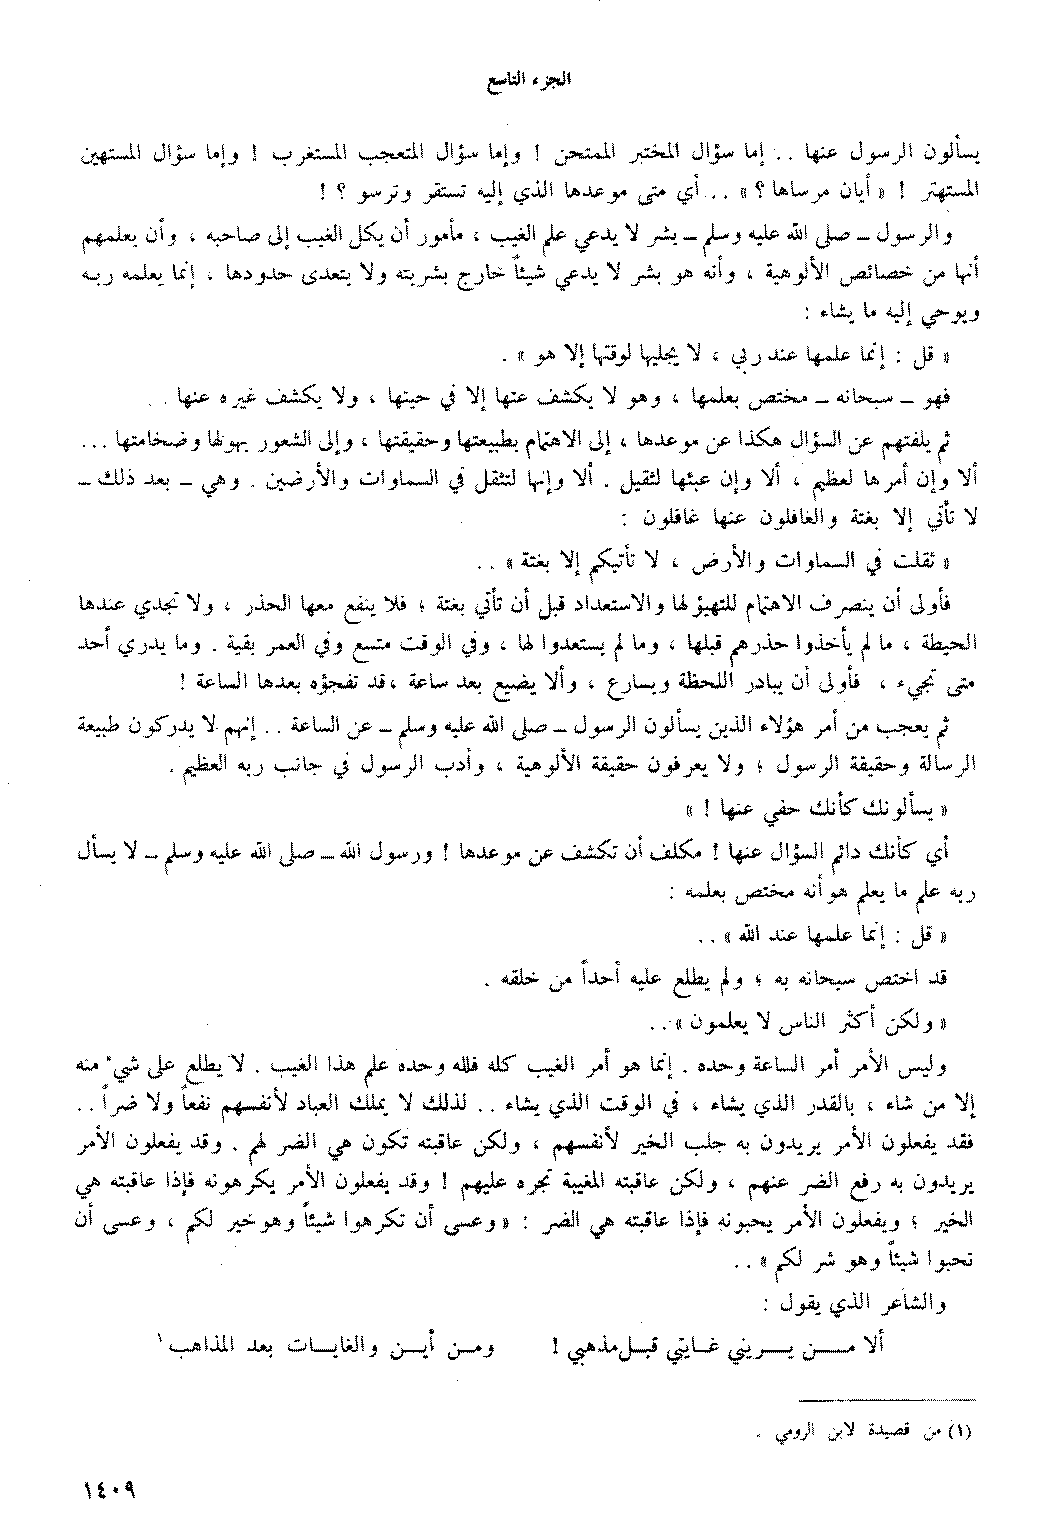 الجزء التاسع
يسألون الرسول عنها .. إما سؤال المختبر الممتحن ! وإما سؤال المتعجب المستغرب ! وإما سؤال المستهين
المستهتر ! « أيان مرساها ؟ » .. أي متى موعدها الذي إليه تستقر وترسو ؟ !
والرسول – صلى الله عليه وسلم – بشر لا يدعي علم الغيب ، مأمور أن يكل الغيب إلى صاحبه ، وأن يعلمهم
أنها من خصائص الألوهية ، وأنه هو بشر لا يدعي شيئاً خارج بشريته ولا يتعدى حدودها ، إنما يعلمه ربه
ويوحي إليه ما يشاء :
« قل : إنما علمها عند ربي ، لا يجليها لوقتها إلا هو » .
فهو – سبحانه – مختص بعلمها ، وهو لا يكشف عنها إلا في حينها ، ولا يكشف غيره عنها . .
ثم يلفتهم عن السؤال هكذا عن موعدها ، إلى الاهتمام بطبيعتها وحقيقتها ، وإلى الشعور بهولها وضخامتها ...
ألا وإن أمرها لعظيم ، ألا وإن عبئها لثقيل . ألا وإنها لتثقل في السماوات والأرضين . وهي – بعد ذلك –
لا تأتي إلا بغتة والغافلون عنها غافلون :
« ثقلت في السماوات والأرض ، لا تأتيكم إلا بغتة » ..
فأولى أن ينصرف الاهتمام للتهيؤ لها والاستعداد قبل أن تأتي بغتة ؛ فلا ينفع معها الحذر ، ولا تجدي عندها
الحيطة ، ما لم يأخذوا حذرهم قبلها ، وما لم يستعدوا لها ، وفي الوقت متسع وفي العمر بقية . وما يدري أحد
متى تجيء ، فأولى أن يبادر اللحظة ويسارع ، وألا يضيع بعد ساعة ،قد تفجؤه بعدها الساعة !
ثم يعجب من أمر هؤلاء الذين يسألون الرسول – صلى الله عليه وسلم – عن الساعة .. إنهم لا يدركون طبيعة
الرسالة وحقيقة الرسول ؛ ولا يعرفون حقيقة الألوهية ، وأدب الرسول في جانب ربه العظيم .
« يسألونك كأنك حفي عنها ! »
أي كأنك دائم السؤال عنها ! مكلف أن تكشف عن موعدها ! ورسول الله – صلى الله عليه وسلم – لا يسأل
ربه علم ما يعلم هو أنه مختص بعلمه :
« قل : إنما علمها عند الله » ..
قد اختص سبحانه به ؛ ولم يطلع عليه أحداً من خلقه .
« ولكن أكثر الناس لا يعلمون » ..
وليس الأمر أمر الساعة وحده . إنما هو أمر الغيب كله فلله وحده علم هذا الغيب . لا يطلع على شيء منه
إلا من شاء ، بالقدر الذي يشاء ، في الوقت الذي يشاء .. لذلك لا يملك العباد لأنفسهم نفعاً ولا ضراً ..
فقد يفعلون الأمر يريدون به جلب الخير لأنفسهم ، ولكن عاقبته تكون هي الضر لهم . وقد يفعلون الأمر
يريدون به رفع الضر عنهم ، ولكن عاقبته المغيبة تجره عليهم ! وقد يفعلون الأمر يكرهونه فإذا عاقبته هي
الخير ؛ ويفعلون الأمر يحبونه فإذا عاقبته هي الضر : « وعسى أن تكرهوا شيئاً وهو خير لكم ، وعسى أن
تحبوا شيئاً وهو شر لكم » ..
والشاعر الذي يقول :
ألا مـــن يـــريني غـــايتي قبـــل مذهبي ! ومـــن أيـــن والغايـــات بعد المذاهب ١
(١) من قصيدة لابن الرومي .
١٤٠٩